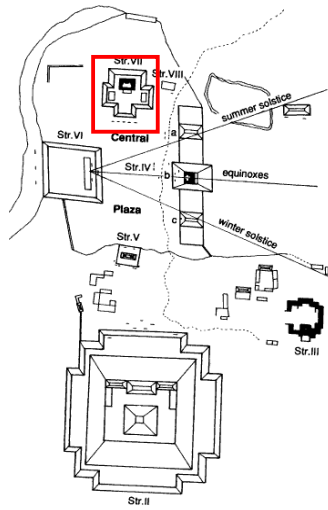 Str.VII
Str.VIII
summer solstice
Central
a
Str.VI
Str.IV
b
equinoxes
Plaza
c
winter solstice
Str.V
Str.III
Str.II